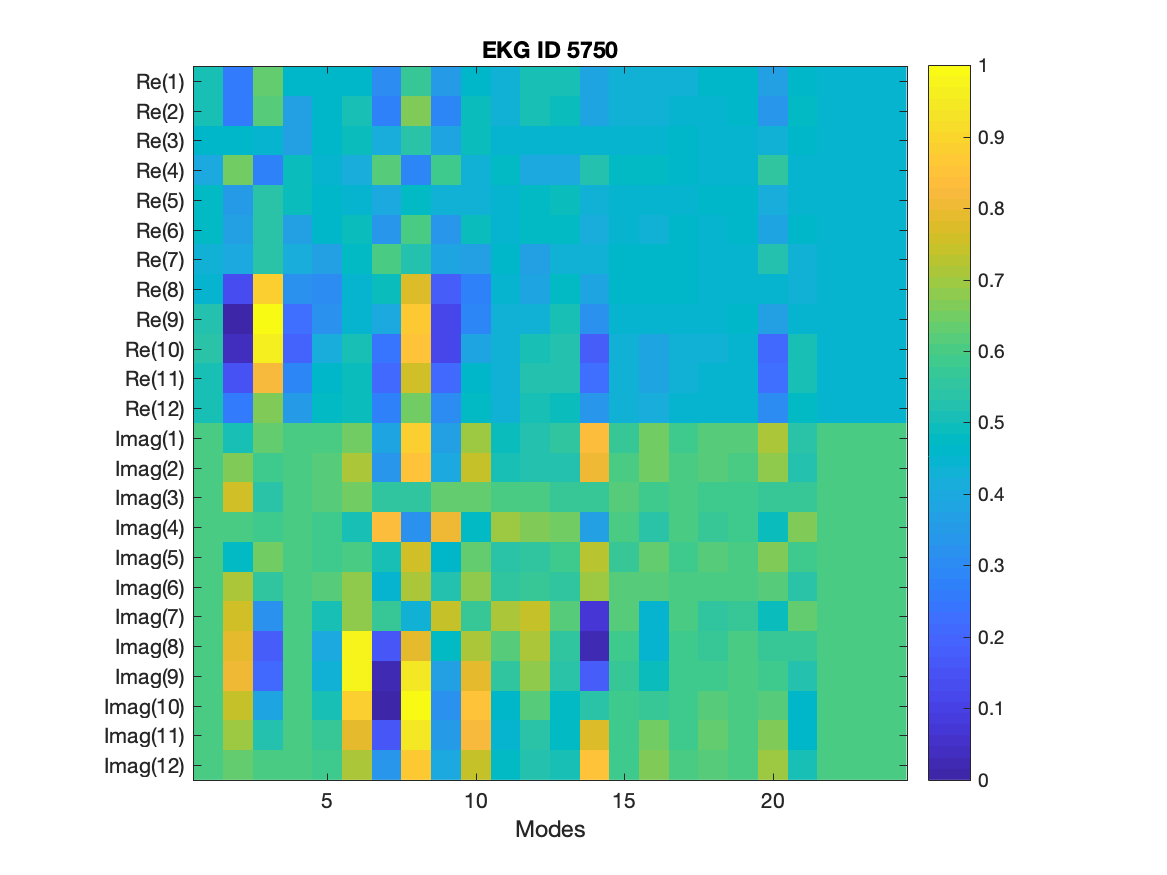 EKG ID 5750
Re(1)
Re(2)
Re(3)
Re(4)
Re(5)
Re(6)
Re(7)
Re(8)
Re(9)
Re(10)
Re(11)
Re(12)
Imag(1)
Imag(2)
Imag(3)
Imag(4)
Imag(5)
Imag(6)
Imag(7)
Imag(8)
Imag(9)
Imag(10)
Imag(11)
Imag(12)
5 10 15 20
Modes
1
0.9
0.8
0.7
0.6
0.5
0.4
0.3
0.2
0.1
0